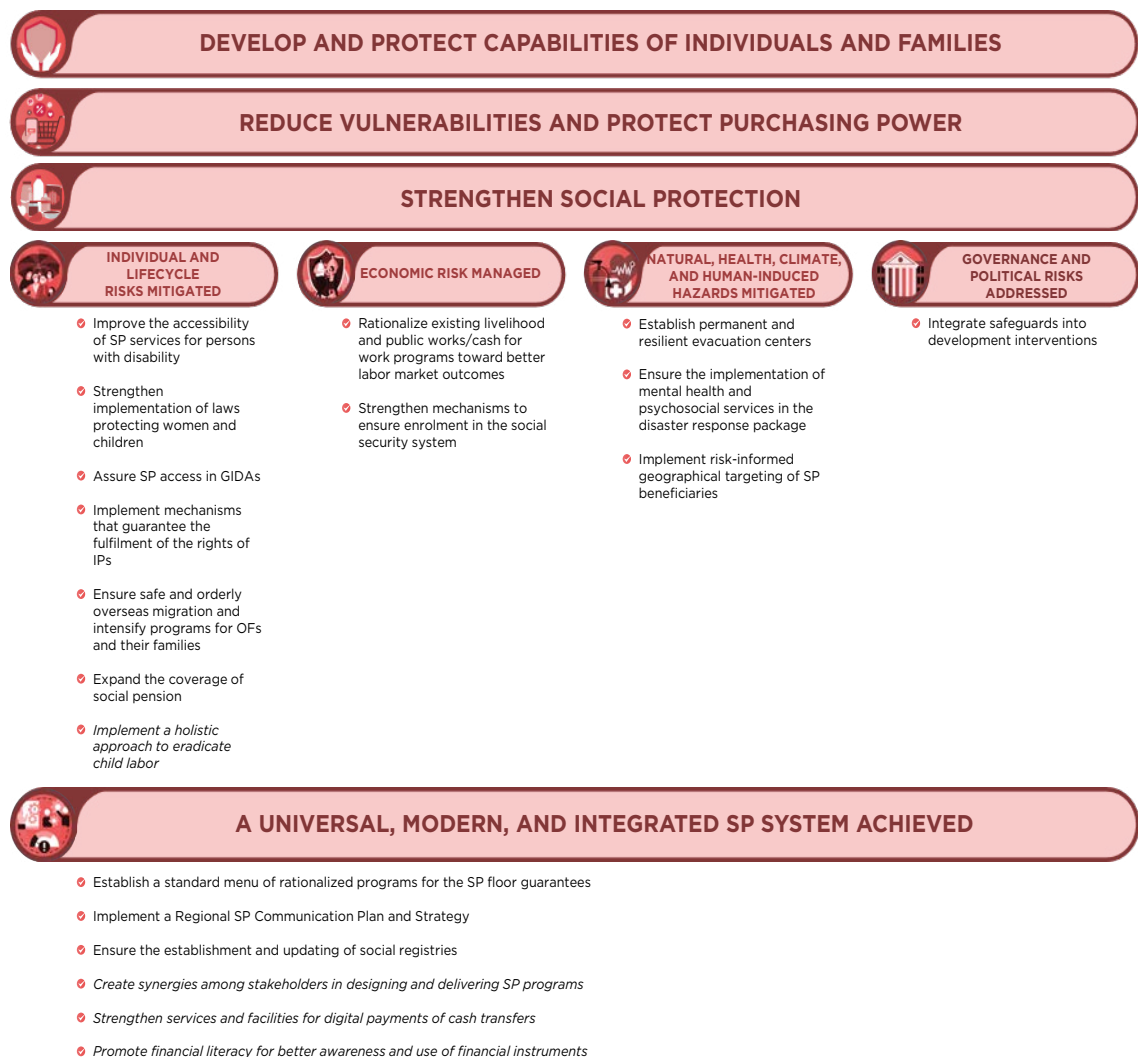 DEVELOP AND PROTECT CAPABILITIES OF INDIVIDUALS AND FAMILIES
REDUCE VULNERABILITIES AND PROTECT PURCHASING POWER
STRENGTHEN SOCIAL PROTECTION
INDIVIDUAL AND
LIFECYCLE
RISKS MITIGATED
Improve the accessibility
of SP services for persons
with disability
Strengthen
implementation of laws
protecting women and
children
Assure SP access in GIDAs
Implement mechanisms
that guarantee the
fulfilment of the rights of
IPs
Ensure safe and orderly
overseas migration and
intensify programs for OFs
and their families
Expand the coverage of
social pension
Implement a holistic
approach to eradicate
child labor
ECONOMIC RISK MANAGED
Rationalize existing livelihood
and public works/cash for
work programs toward better
labor market outcomes
Strengthen mechanisms to
ensure enrolment in the social
security system
NATURAL, HEALTH, CLIMATE,
AND HUMAN-INDUCED
HAZARDS MITIGATED
Establish permanent and
resilient evacuation centers
Ensure the implementation of
mental health and
psychosocial services in the
disaster response package
Implement risk-informed
geographical targeting of SP
beneficiaries
GOVERNANCE AND
POLITICAL RISKS
ADDRESSED
Integrate safeguards into
development interventions
A UNIVERSAL, MODERN, AND INTEGRATED SP SYSTEM ACHIEVED
Establish a standard menu of rationalized programs for the SP floor guarantees
Implement a Regional SP Communication Plan and Strategy
Ensure the establishment and updating of social registries
Create synergies among stakeholders in designing and delivering SP programs
Strengthen services and facilities for digital payments of cash transfers
Promote financial literacy for better awareness and use of financial instruments